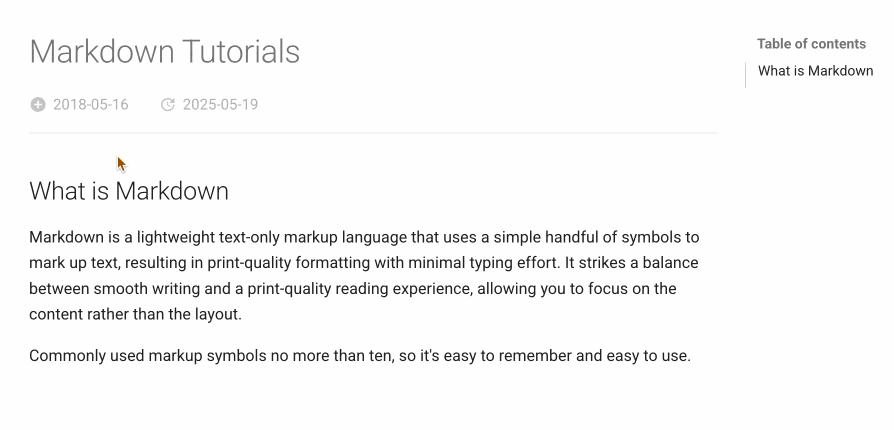 Markdown Tutorials
2018-05-16 2025-05-19
Table of contents
What is Markdown
What is Markdown
Markdown is a lightweight text-only markup language that uses a simple handful of symbols to
mark up text, resulting in print-quality formatting with minimal typing effort. It strikes a balance
between smooth writing and a print-quality reading experience, allowing you to focus on the
content rather than the layout.
Commonly used markup symbols no more than ten, so it's easy to remember and easy to use.